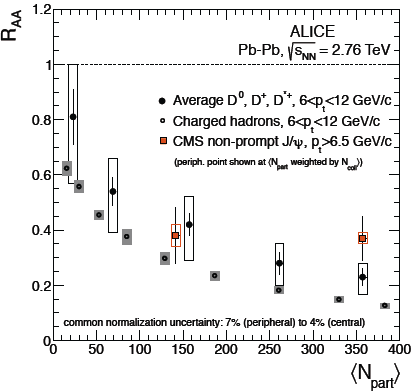 R_AA
1.2
1
0.8
0.6
0.4
0.2
0
ALICE
Pb-Pb, √s_NN = 2.76 TeV
Average D⁰, D⁺, D*⁺, 6<p_t<12 GeV/c
Charged hadrons, 6<p_t<12 GeV/c
CMS non-prompt J/ψ, p_t>6.5 GeV/c
(periph. point shown at ⟨N_part weighted by N_coll⟩)
common normalization uncertainty: 7% (peripheral) to 4% (central)
0 50 100 150 200 250 300 350 400
⟨N_part⟩